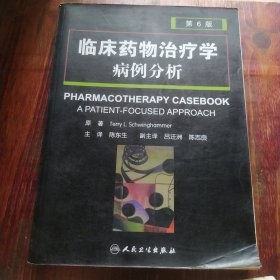 第 6 版
临床药物治疗学
病例分析
PHARMACOTHERAPY CASEBOOK
A PATIENT-FOCUSED APPROACH
原 著 Terry L. Schwinghammer
主 译 陈东生 副主译 吕迁洲 陈志良
人民卫生出版社